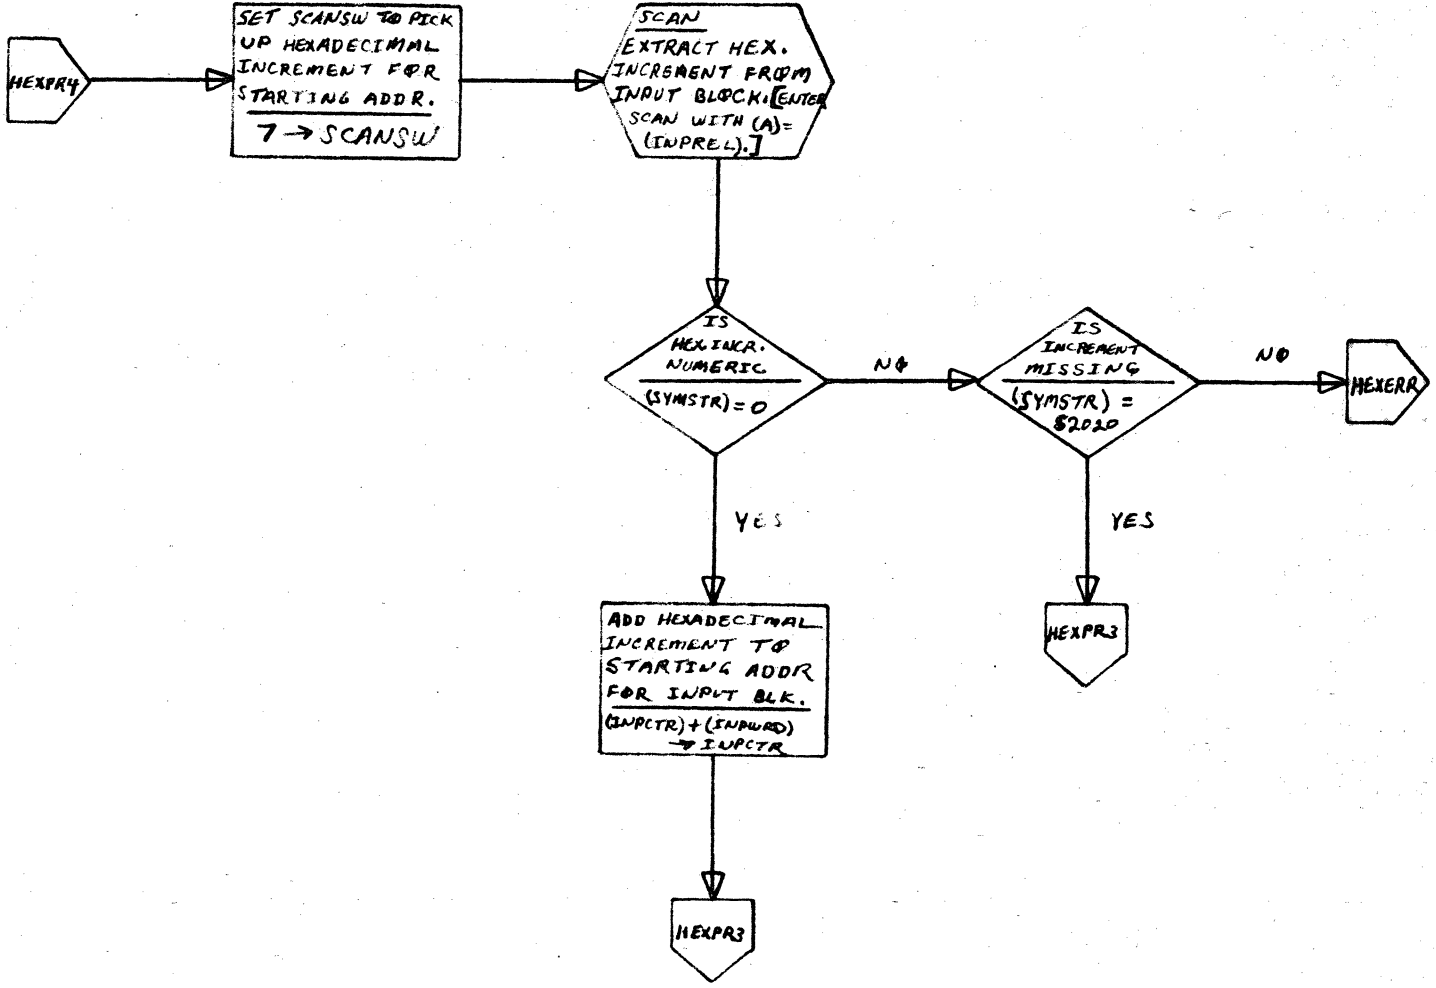 HEXPR4
SET SCANSW TO PICK
UP HEXADECIMAL
INCREMENT FOR
STARTING ADDR.
7 → SCANSW
SCAN
EXTRACT HEX.
INCREMENT FROM
INPUT BLOCK.[ENTER
SCAN WITH (A)=
(INPREL).]
IS
HEX.INCR.
NUMERIC
(SYMSTR)=0
NO
IS
INCREMENT
MISSING
(SYMSTR) =
$2020
NO
HEXERR
YES
YES
ADD HEXADECIMAL
INCREMENT TO
STARTING ADDR
FOR INPUT BLK.
(INPCTR)+(INPWRD)
→ INPCTR
HEXPR3
HEXPR3